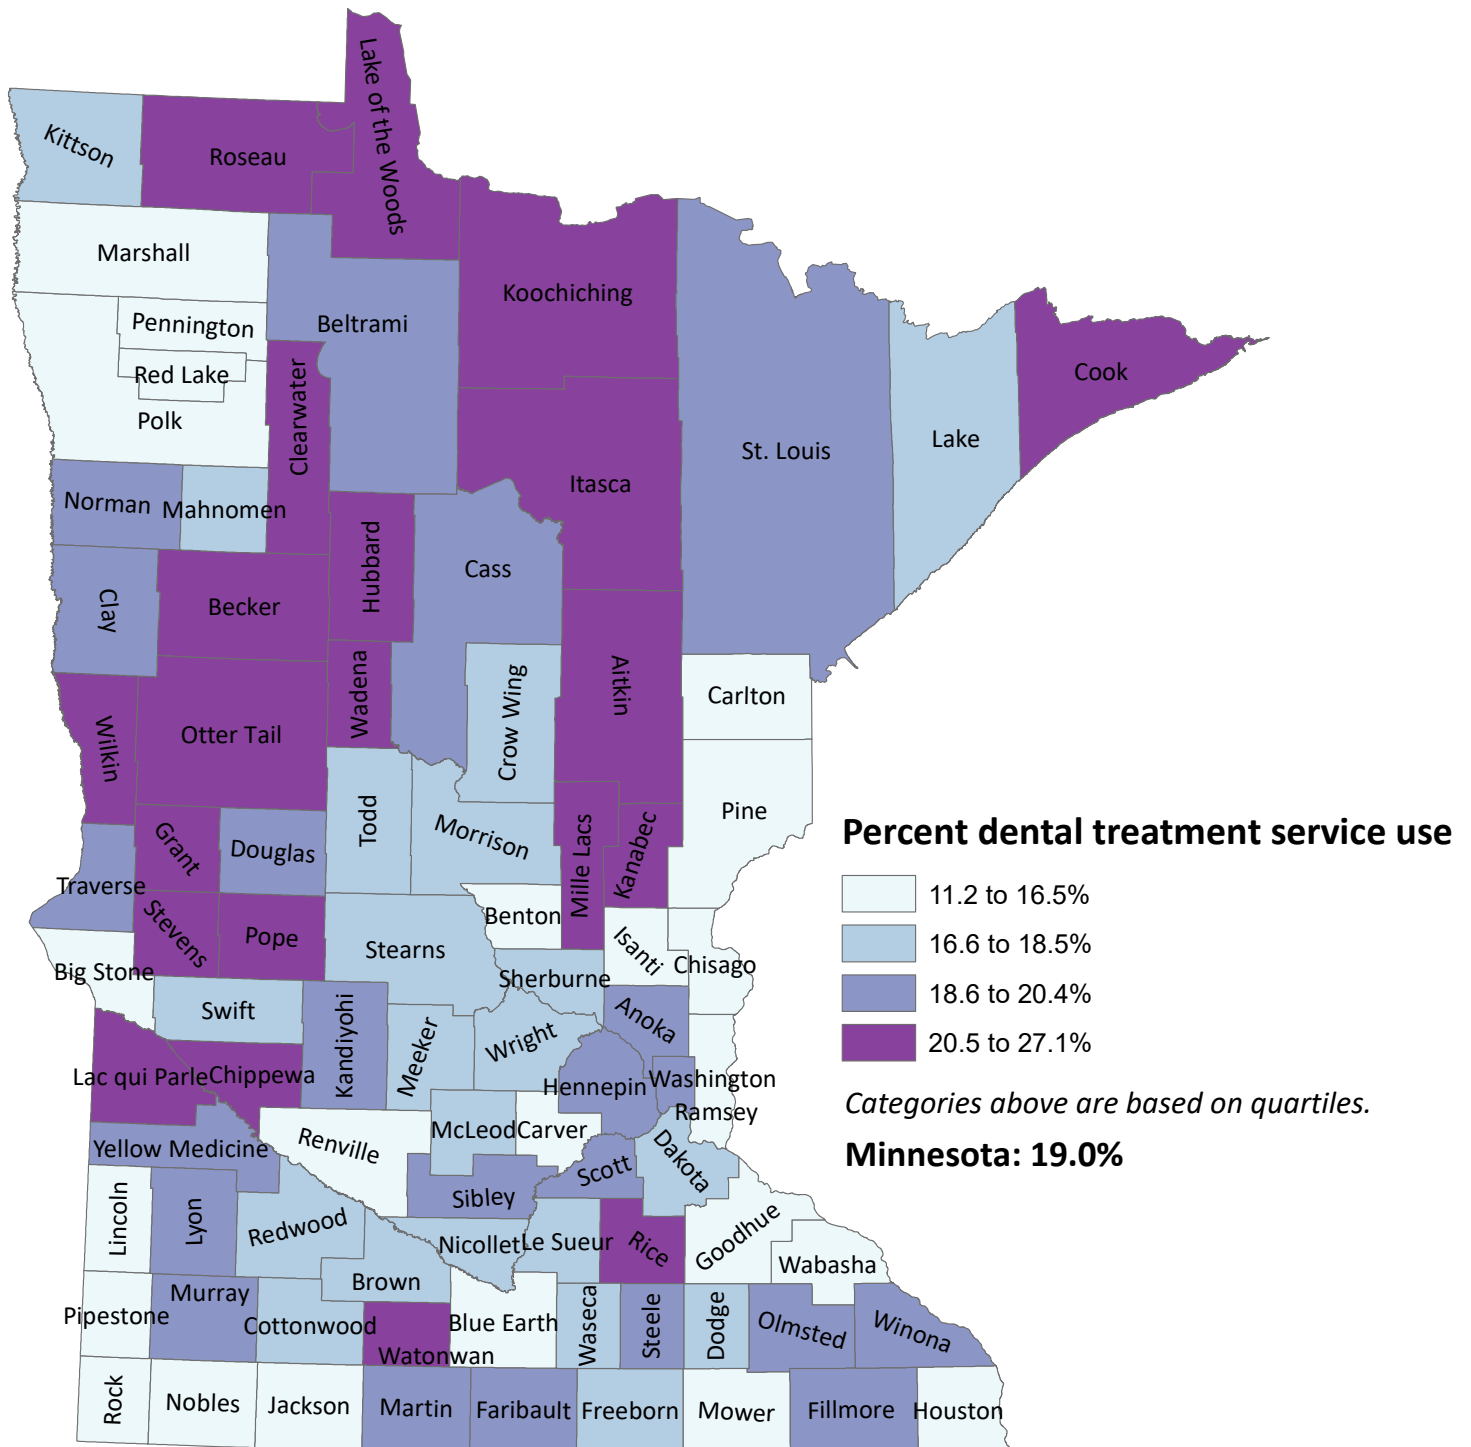 Lake of the Woods
Kittson
Roseau
Marshall
Koochiching
Pennington
Beltrami
Red Lake
Cook
Clearwater
Polk
Lake
St. Louis
Itasca
Norman
Mahnomen
Hubbard
Cass
Clay
Becker
Aitkin
Wadena
Carlton
Crow Wing
Wilkin
Otter Tail
Pine
Todd
Morrison
Grant
Douglas
Mille Lacs
Kanabec
Traverse
Benton
Stevens
Pope
Stearns
Isanti
Chisago
Big Stone
Sherburne
Swift
Anoka
Kandiyohi
Meeker
Wright
Lac qui Parle
Chippewa
Hennepin
Washington
Ramsey
McLeod
Carver
Renville
Yellow Medicine
Dakota
Scott
Sibley
Lincoln
Lyon
Redwood
Nicollet
Le Sueur
Rice
Goodhue
Wabasha
Brown
Murray
Pipestone
Cottonwood
Blue Earth
Waseca
Steele
Dodge
Olmsted
Winona
Watonwan
Rock
Nobles
Jackson
Martin
Faribault
Freeborn
Mower
Fillmore
Houston
Percent dental treatment service use
11.2 to 16.5%
16.6 to 18.5%
18.6 to 20.4%
20.5 to 27.1%
Categories above are based on quartiles.
Minnesota: 19.0%